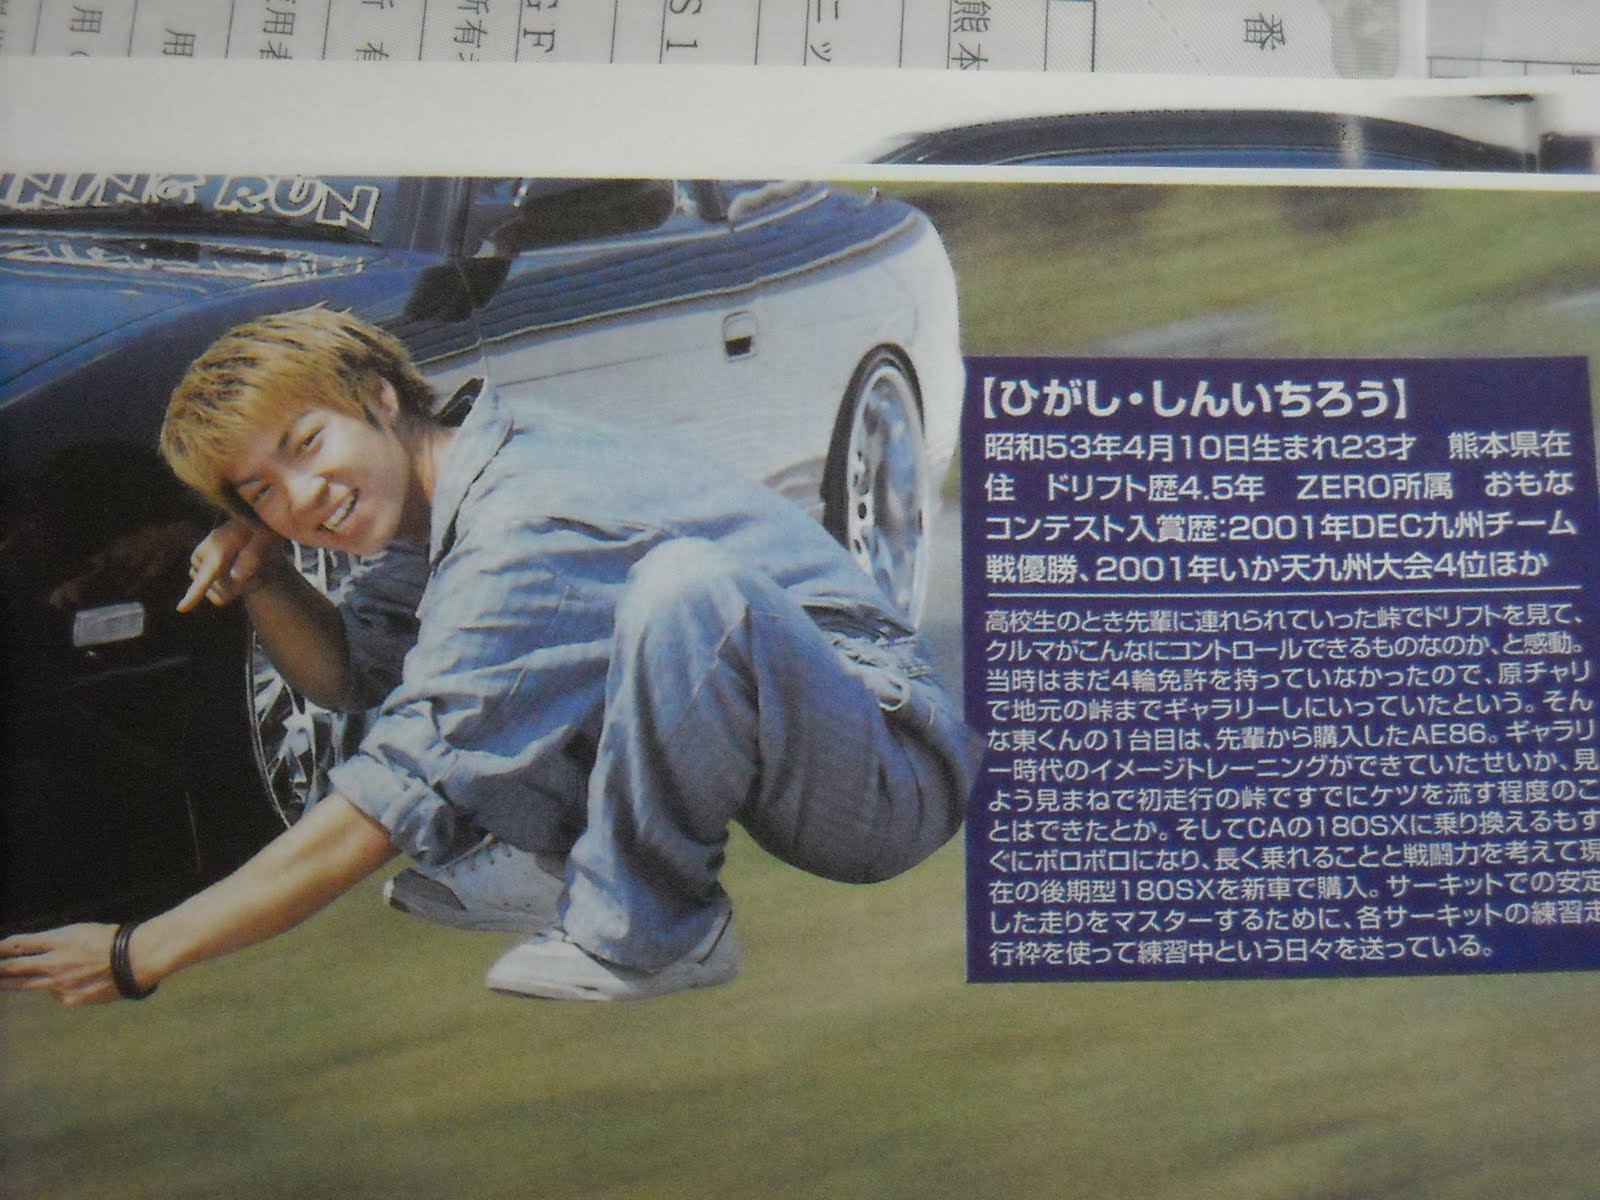 番
熊本
ニッ
S1
GF
所有
所有
用者
用
用
NING RUN
【ひがし・しんいちろう】
昭和53年4月10日生まれ23才　熊本県在
住　ドリフト歴4.5年　ZERO所属　おもな
コンテスト入賞歴：2001年DEC九州チーム
戦優勝、2001年いか天九州大会4位ほか
高校生のとき先輩に連れられていった峠でドリフトを見て、
クルマがこんなにコントロールできるものなのか、と感動。
当時はまだ4輪免許を持っていなかったので、原チャリ
で地元の峠までギャラリーしにいっていたという。そん
な東くんの1台目は、先輩から購入したAE86。ギャラリ
ー時代のイメージトレーニングができていたせいか、見
よう見まねで初走行の峠ですでにケツを流す程度のこ
とはできたとか。そしてCAの180SXに乗り換えるもす
ぐにボロボロになり、長く乗れることと戦闘力を考えて現
在の後期型180SXを新車で購入。サーキットでの安定
した走りをマスターするために、各サーキットの練習走
行枠を使って練習中という日々を送っている。